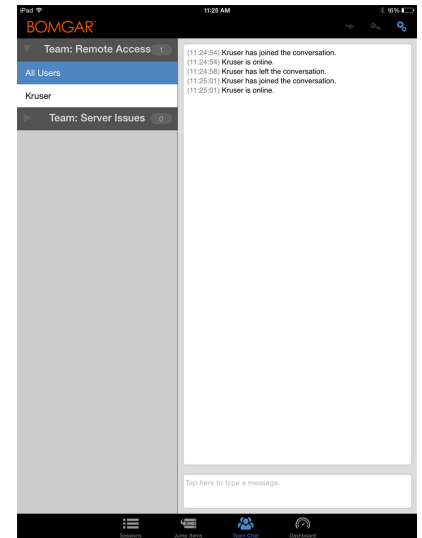 iPad 11:25 AM 16%
BOMGAR
Team: Remote Access 1
All Users
Kruser
Team: Server Issues 0
(11:24:54) Kruser has joined the conversation.
(11:24:54) Kruser is online.
(11:24:58) Kruser has left the conversation.
(11:25:01) Kruser has joined the conversation.
(11:25:01) Kruser is online.
Tap here to type a message.
Sessions Jump Items Team Chat Dashboard